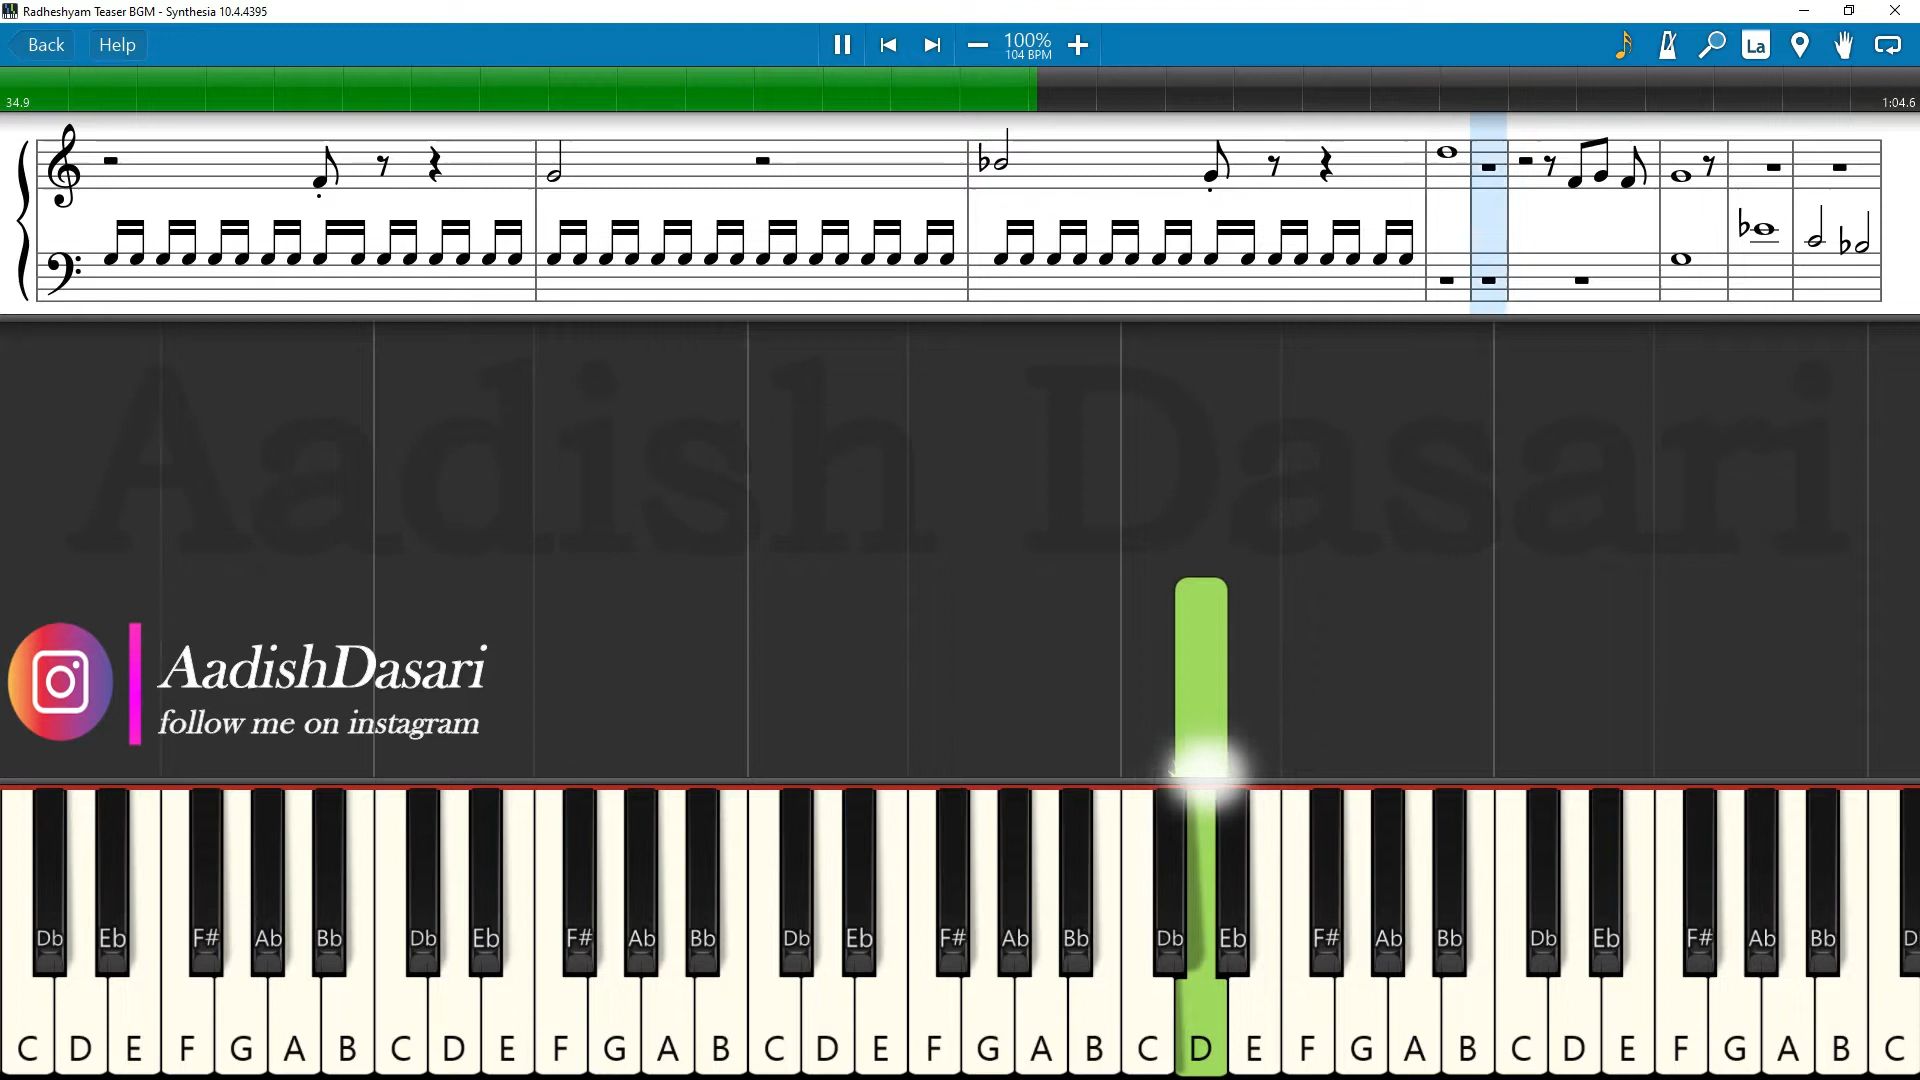 Radheshyam Teaser BGM - Synthesia 10.4.4395
Back Help 100% La
104 BPM
34.9 1:04.6
Aadish Dasari
AadishDasari
follow me on instagram
Db Eb F# Ab Bb Db Eb F# Ab Bb Db Eb F# Ab Bb Db Eb F# Ab Bb Db Eb F# Ab Bb D
C D E F G A B C D E F G A B C D E F G A B C D E F G A B C D E F G A B C